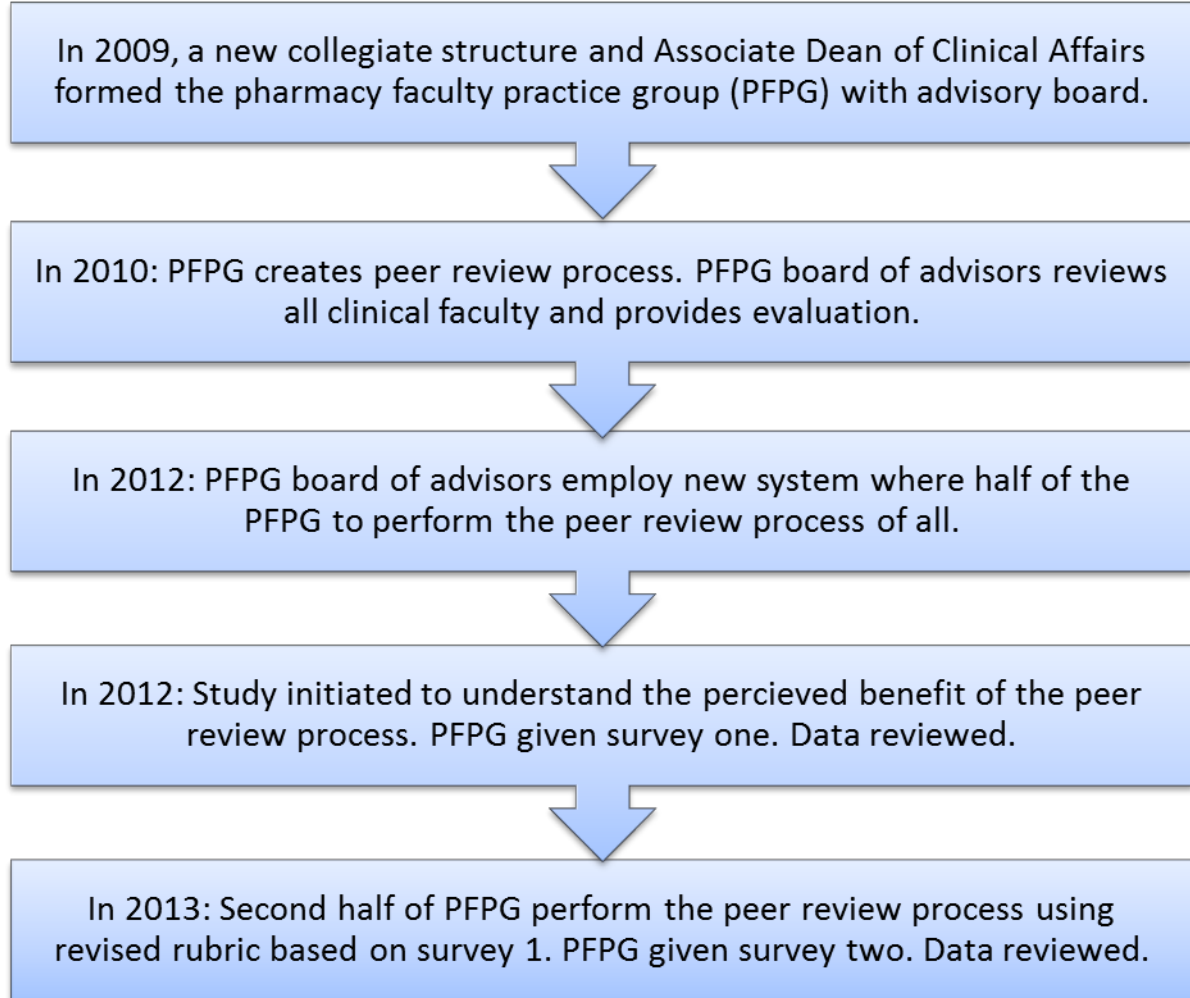 In 2009, a new collegiate structure and Associate Dean of Clinical Affairs
formed the pharmacy faculty practice group (PFPG) with advisory board.
In 2010: PFPG creates peer review process. PFPG board of advisors reviews
all clinical faculty and provides evaluation.
In 2012: PFPG board of advisors employ new system where half of the
PFPG to perform the peer review process of all.
In 2012: Study initiated to understand the percieved benefit of the peer
review process. PFPG given survey one. Data reviewed.
In 2013: Second half of PFPG perform the peer review process using
revised rubric based on survey 1. PFPG given survey two. Data reviewed.